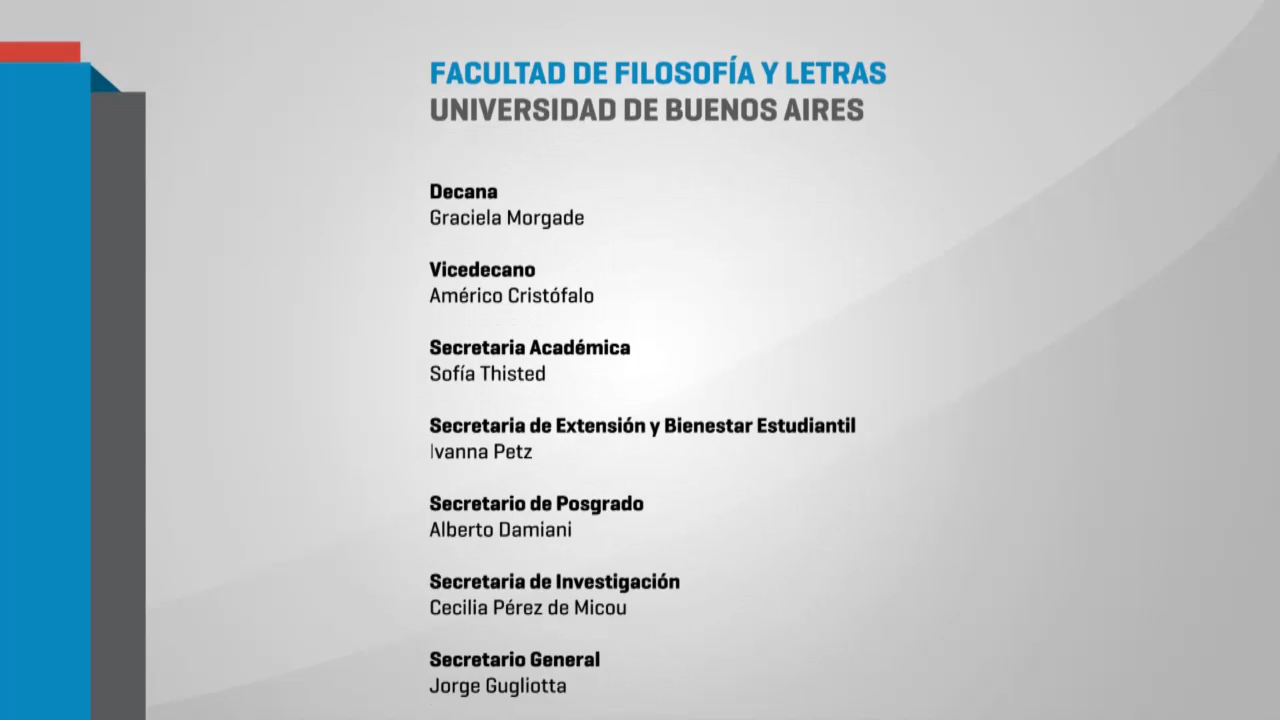 FACULTAD DE FILOSOFÍA Y LETRAS
UNIVERSIDAD DE BUENOS AIRES
Decana
Graciela Morgade
Vicedecano
Américo Cristófalo
Secretaria Académica
Sofía Thisted
Secretaria de Extensión y Bienestar Estudiantil
Ivanna Petz
Secretario de Posgrado
Alberto Damiani
Secretaria de Investigación
Cecilia Pérez de Micou
Secretario General
Jorge Gugliotta